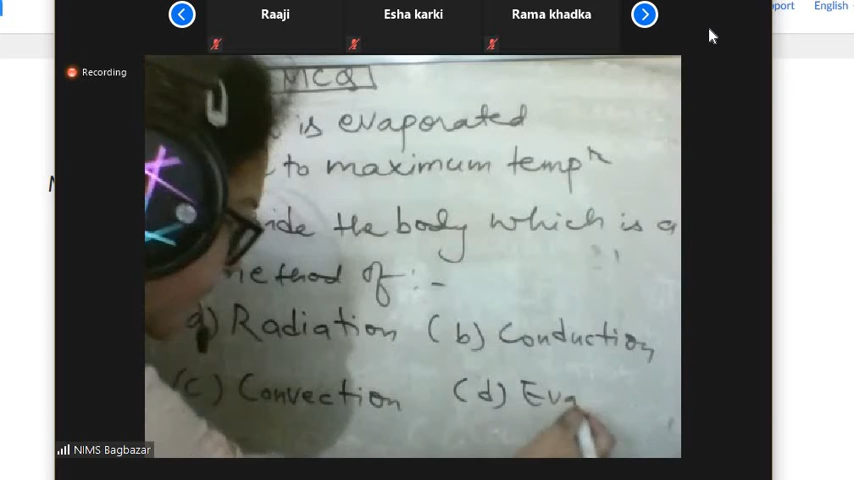 Raaji Esha karki Rama khadka
port English
Recording
MCQ
is evaporated
to maximum tempr
ide the body which is a
method of :-
a) Radiation (b) Conduction
(c) Convection (d) Eva
NIMS Bagbazar